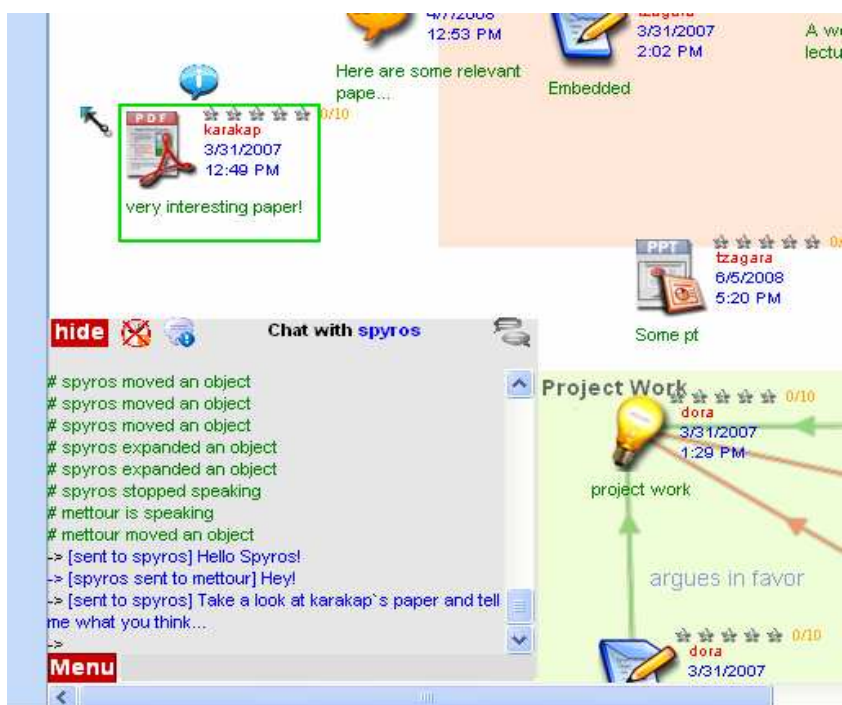 4/7/2008
12:53 PM
Here are some relevant
pape...
tzagara
3/31/2007
2:02 PM
Embedded
A
lectu
PDF
0/10
karakap
3/31/2007
12:49 PM
very interesting paper!
PPT
tzagara
6/5/2008
5:20 PM
Some pt
hide
Chat with spyros
# spyros moved an object
# spyros moved an object
# spyros moved an object
# spyros expanded an object
# spyros expanded an object
# spyros stopped speaking
# mettour is speaking
# mettour moved an object
-> [sent to spyros] Hello Spyros!
-> [spyros sent to mettour] Hey!
-> [sent to spyros] Take a look at karakap`s paper and tell
me what you think...
->
Menu
Project Work
0/10
dora
3/31/2007
1:29 PM
project work
argues in favor
0/10
dora
3/31/2007